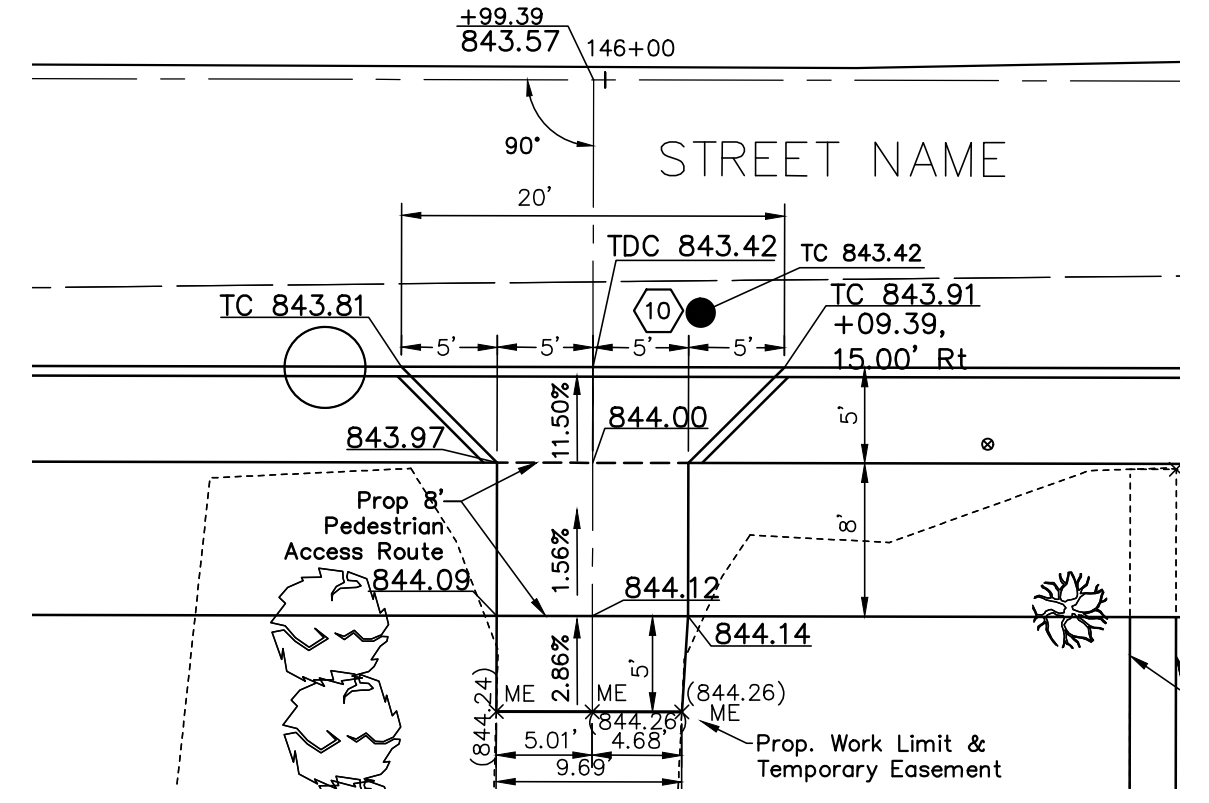 +99.39
843.57
146+00
90°
STREET NAME
20'
TDC 843.42
TC 843.42
10
TC 843.81
TC 843.91
+09.39,
15.00' Rt
5'
5'
5'
5'
11.50%
844.00
5'
843.97
Prop 8'
Pedestrian
Access Route
1.56%
8'
844.09
844.12
844.14
2.86%
5'
(844.24)
ME
ME
(844.26)
ME
(844.26)
5.01'
4.68'
9.69'
Prop. Work Limit &
Temporary Easement